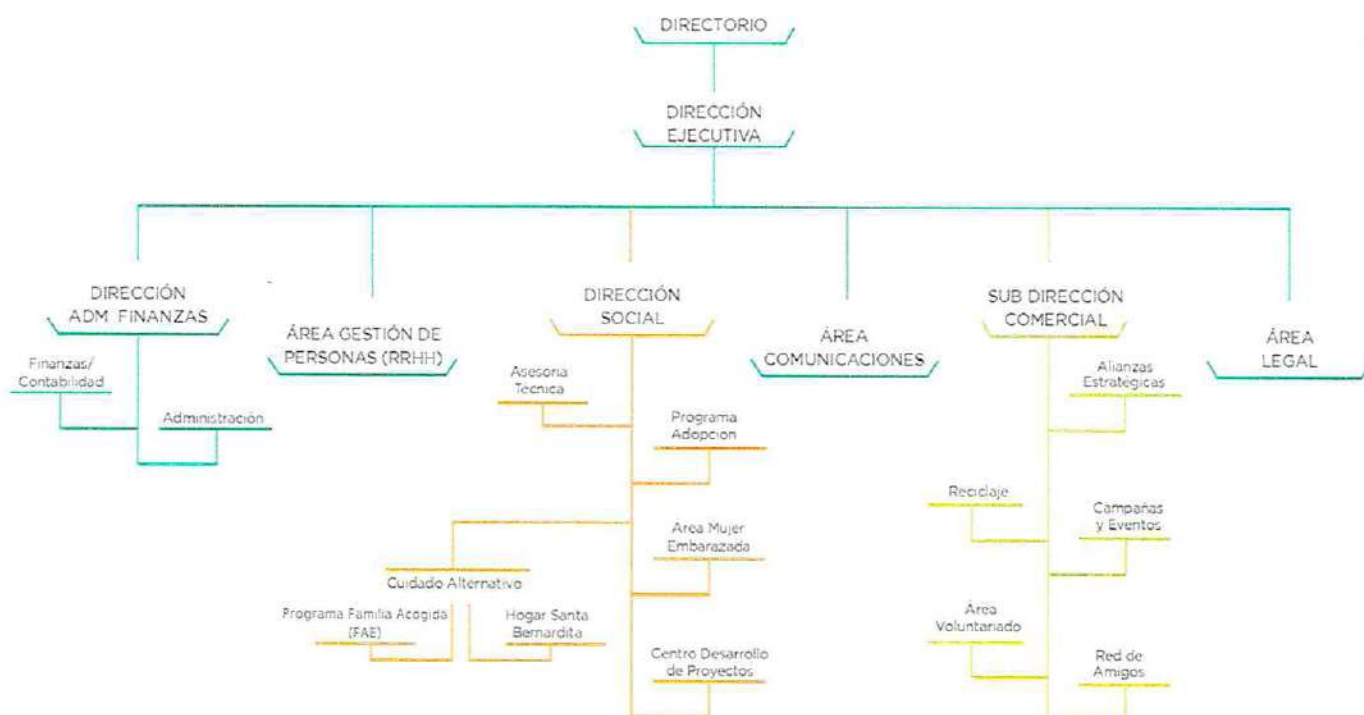 DIRECTORIO
DIRECCIÓN
EJECUTIVA
DIRECCIÓN
ADM FINANZAS
Finanzas/
Contabilidad
Administración
ÁREA GESTIÓN DE
PERSONAS (RRHH)
DIRECCIÓN
SOCIAL
Asesoria
Tecnica
Programa
Adopcion
Area Mujer
Embarazada
Cuidado Alternativo
Programa Familia Acogida
(FAE)
Hogar Santa
Bernardita
Centro Desarrollo
de Proyectos
ÁREA
COMUNICACIONES
SUB DIRECCIÓN
COMERCIAL
Alianzas
Estratégicas
Reciclaje
Campañas
y Eventos
Área
Voluntariado
Red de
Amigos
ÁREA
LEGAL